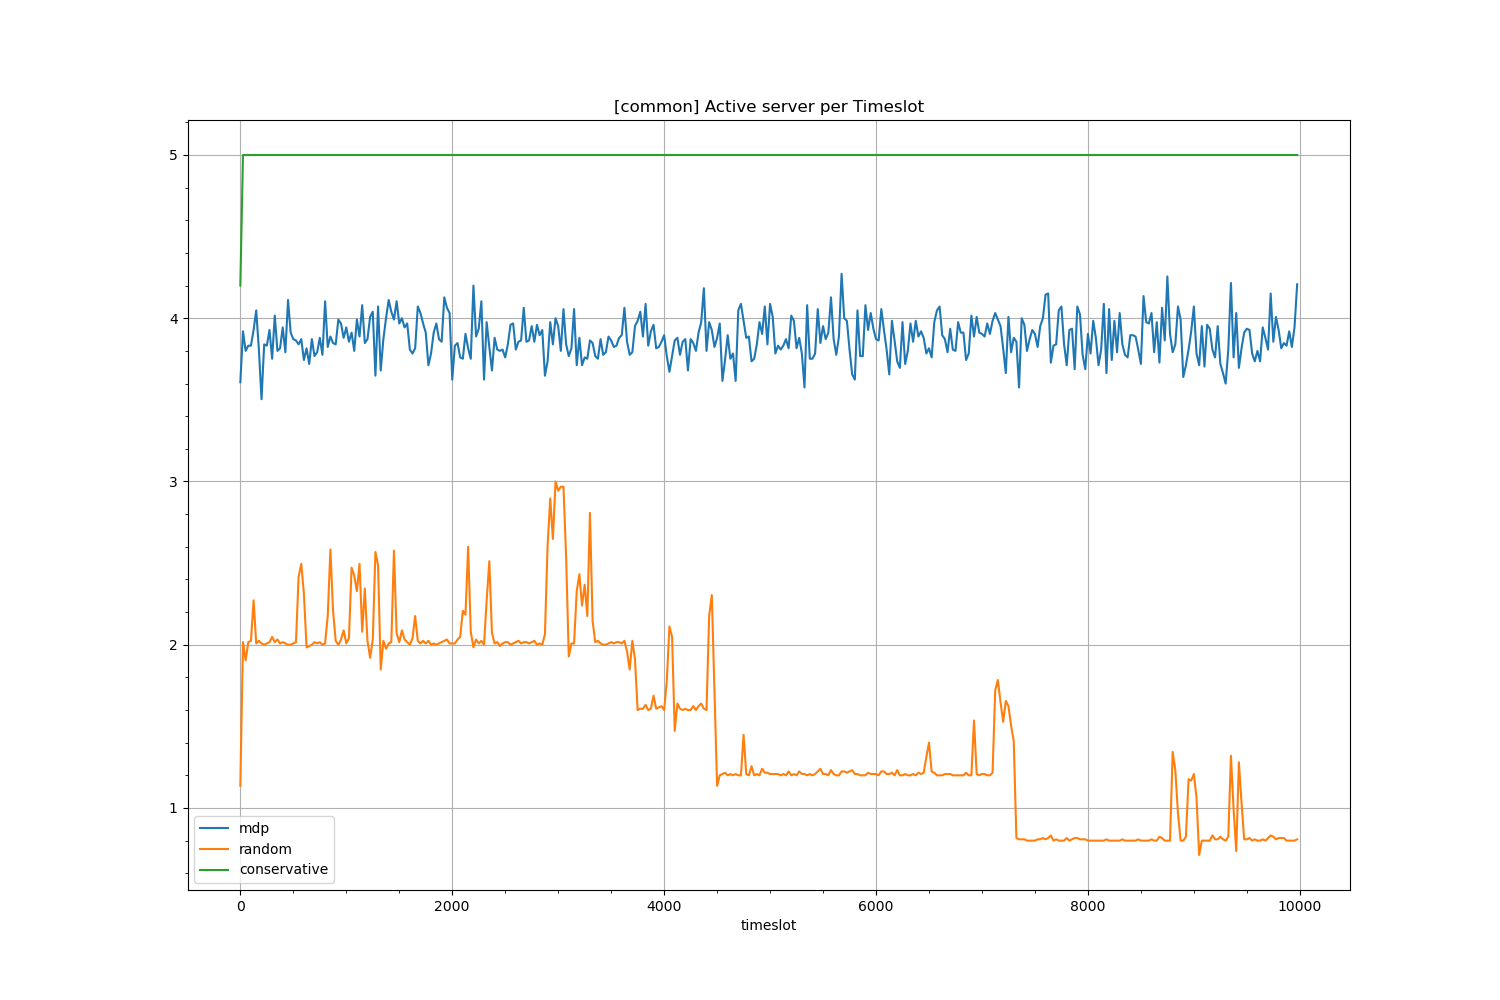 [common] Active server per Timeslot
5
4
3
2
1
mdp
random
conservative
0 2000 4000 6000 8000 10000
timeslot